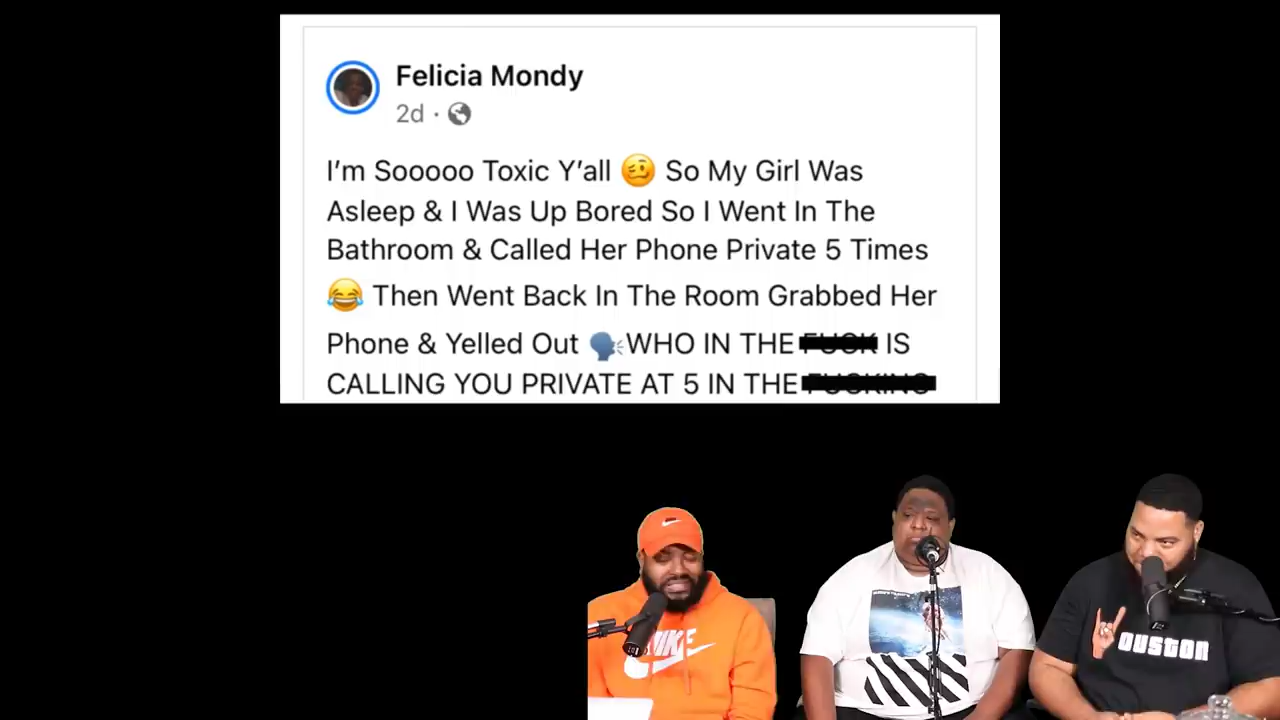 Felicia Mondy
2d ·
I'm Sooooo Toxic Y'all 🥴 So My Girl Was
Asleep & I Was Up Bored So I Went In The
Bathroom & Called Her Phone Private 5 Times
😂 Then Went Back In The Room Grabbed Her
Phone & Yelled Out 🗣️WHO IN THE FUCK IS
CALLING YOU PRIVATE AT 5 IN THE FUCKING
NIKE
OUSTON